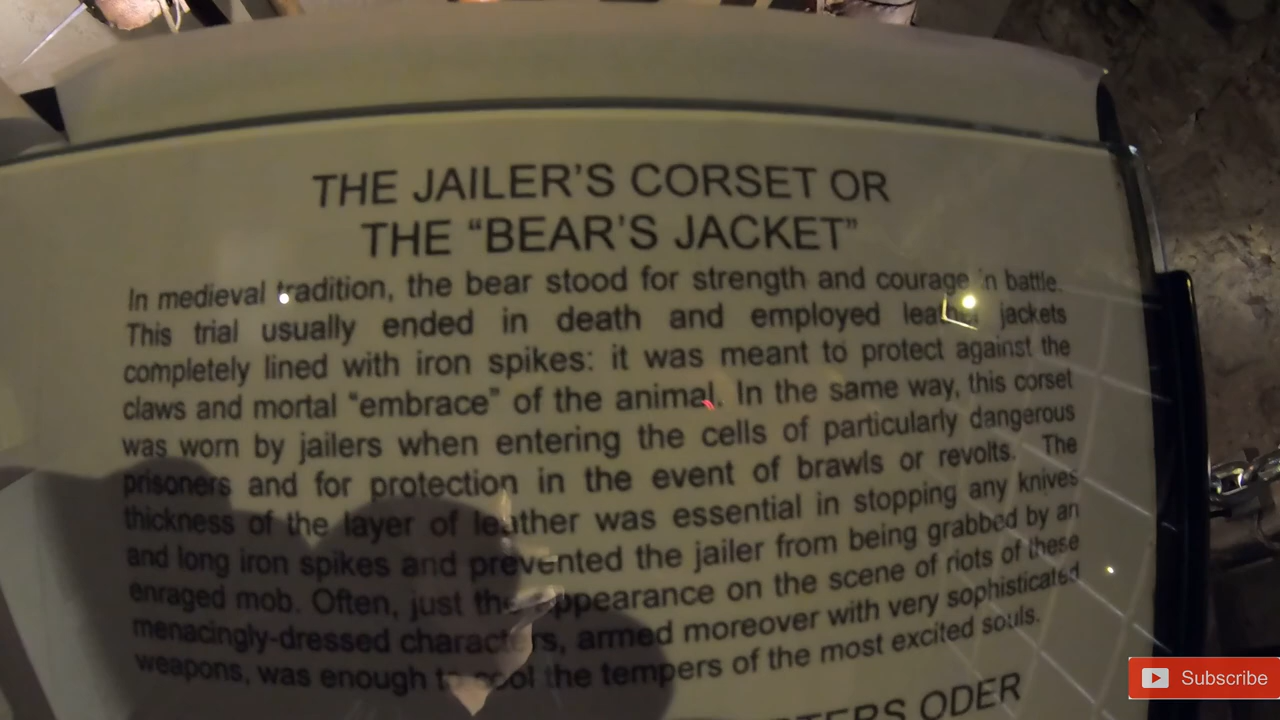 THE JAILER'S CORSET OR
THE “BEAR'S JACKET”
In medieval tradition, the bear stood for strength and courage in battle.
This trial usually ended in death and employed leather jackets
completely lined with iron spikes: it was meant to protect against the
claws and mortal “embrace” of the animal. In the same way, this corset
was worn by jailers when entering the cells of particularly dangerous
prisoners and for protection in the event of brawls or revolts. The
thickness of the layer of leather was essential in stopping any knives
and long iron spikes and prevented the jailer from being grabbed by an
enraged mob. Often, just the appearance on the scene of riots of these
menacingly-dressed characters, armed moreover with very sophisticated
weapons, was enough to cool the tempers of the most excited souls.
ODER
Subscribe